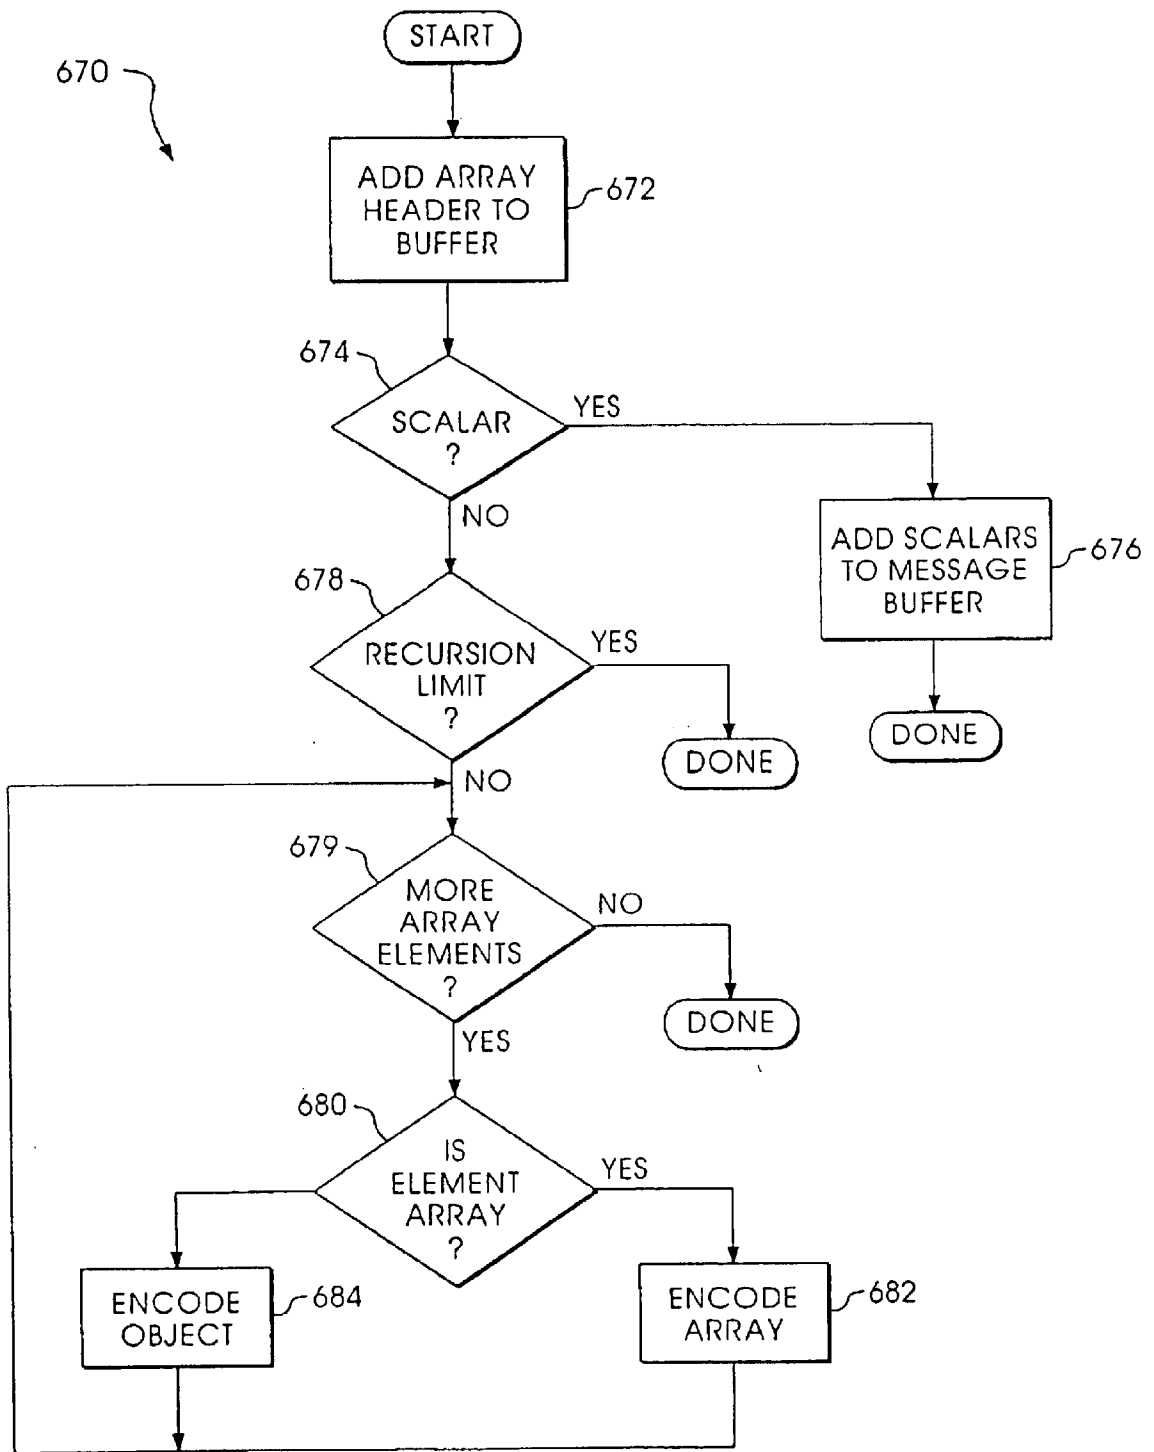 START
670
ADD ARRAY
HEADER TO
BUFFER
672
674
SCALAR
?
YES
NO
ADD SCALARS
TO MESSAGE
BUFFER
676
DONE
678
RECURSION
LIMIT
?
YES
DONE
NO
679
MORE
ARRAY
ELEMENTS
?
NO
DONE
YES
680
IS
ELEMENT
ARRAY
?
YES
ENCODE
OBJECT
684
ENCODE
ARRAY
682